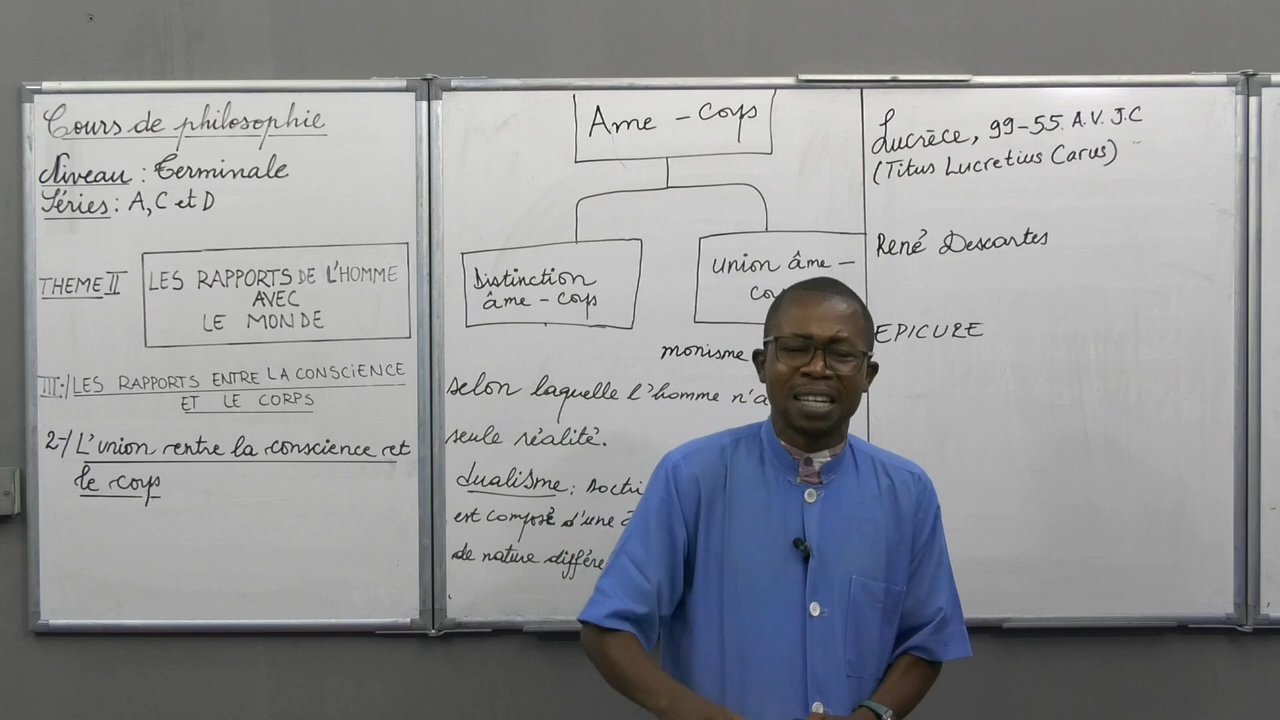 Cours de philosophie
Niveau : Terminale
Séries : A, C et D
THEME II
LES RAPPORTS DE L'HOMME
AVEC
LE MONDE
III-/ LES RAPPORTS ENTRE LA CONSCIENCE
ET LE CORPS
2-/ L'union entre la conscience et
le corps
Ame - Corps
Distinction
âme - corps
Union âme -
monisme
selon laquelle l'homme n'a
seule réalité.
dualisme :
est composé d'une
de nature
Lucrèce, 99-55. A.V. J.C
(Titus Lucretius Carus)
René Descartes
EPICURE